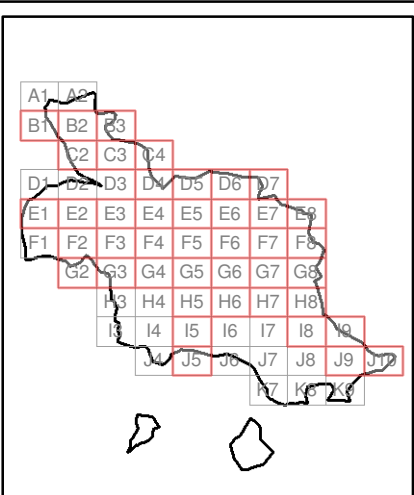 A1 A2
B1 B2 B3
C2 C3 C4
D1 D2 D3 D4 D5 D6 D7
E1 E2 E3 E4 E5 E6 E7 E8
F1 F2 F3 F4 F5 F6 F7 F8
G2 G3 G4 G5 G6 G7 G8
H3 H4 H5 H6 H7 H8
I3 I4 I5 I6 I7 I8 I9
J4 J5 J6 J7 J8 J9 J10
K7 K8 K9